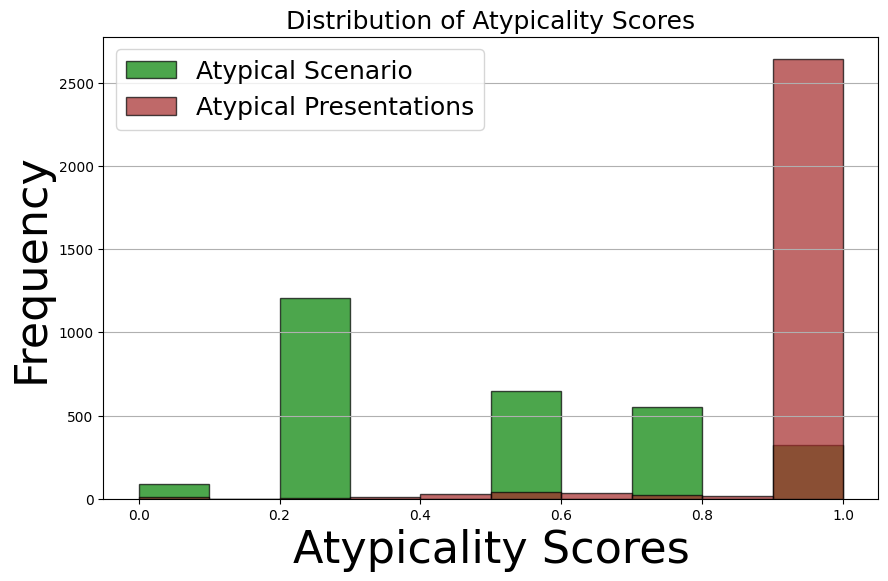 Distribution of Atypicality Scores
Atypical Scenario
Atypical Presentations
Frequency
2500
2000
1500
1000
500
0
0.0 0.2 0.4 0.6 0.8 1.0
Atypicality Scores